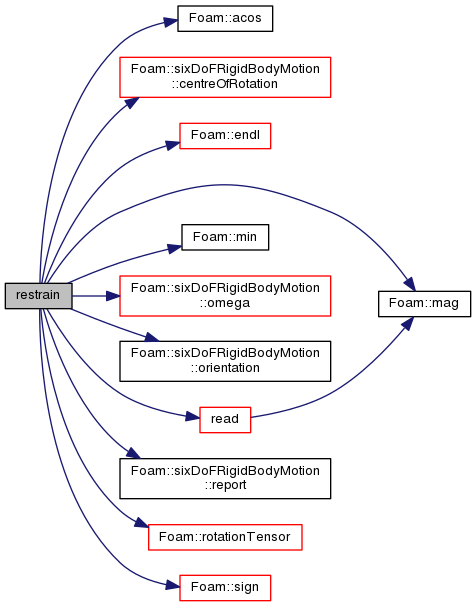 Foam::acos
Foam::sixDoFRigidBodyMotion
::centreOfRotation
Foam::endl
Foam::min
restrain
Foam::sixDoFRigidBodyMotion
::omega
Foam::mag
Foam::sixDoFRigidBodyMotion
::orientation
read
Foam::sixDoFRigidBodyMotion
::report
Foam::rotationTensor
Foam::sign